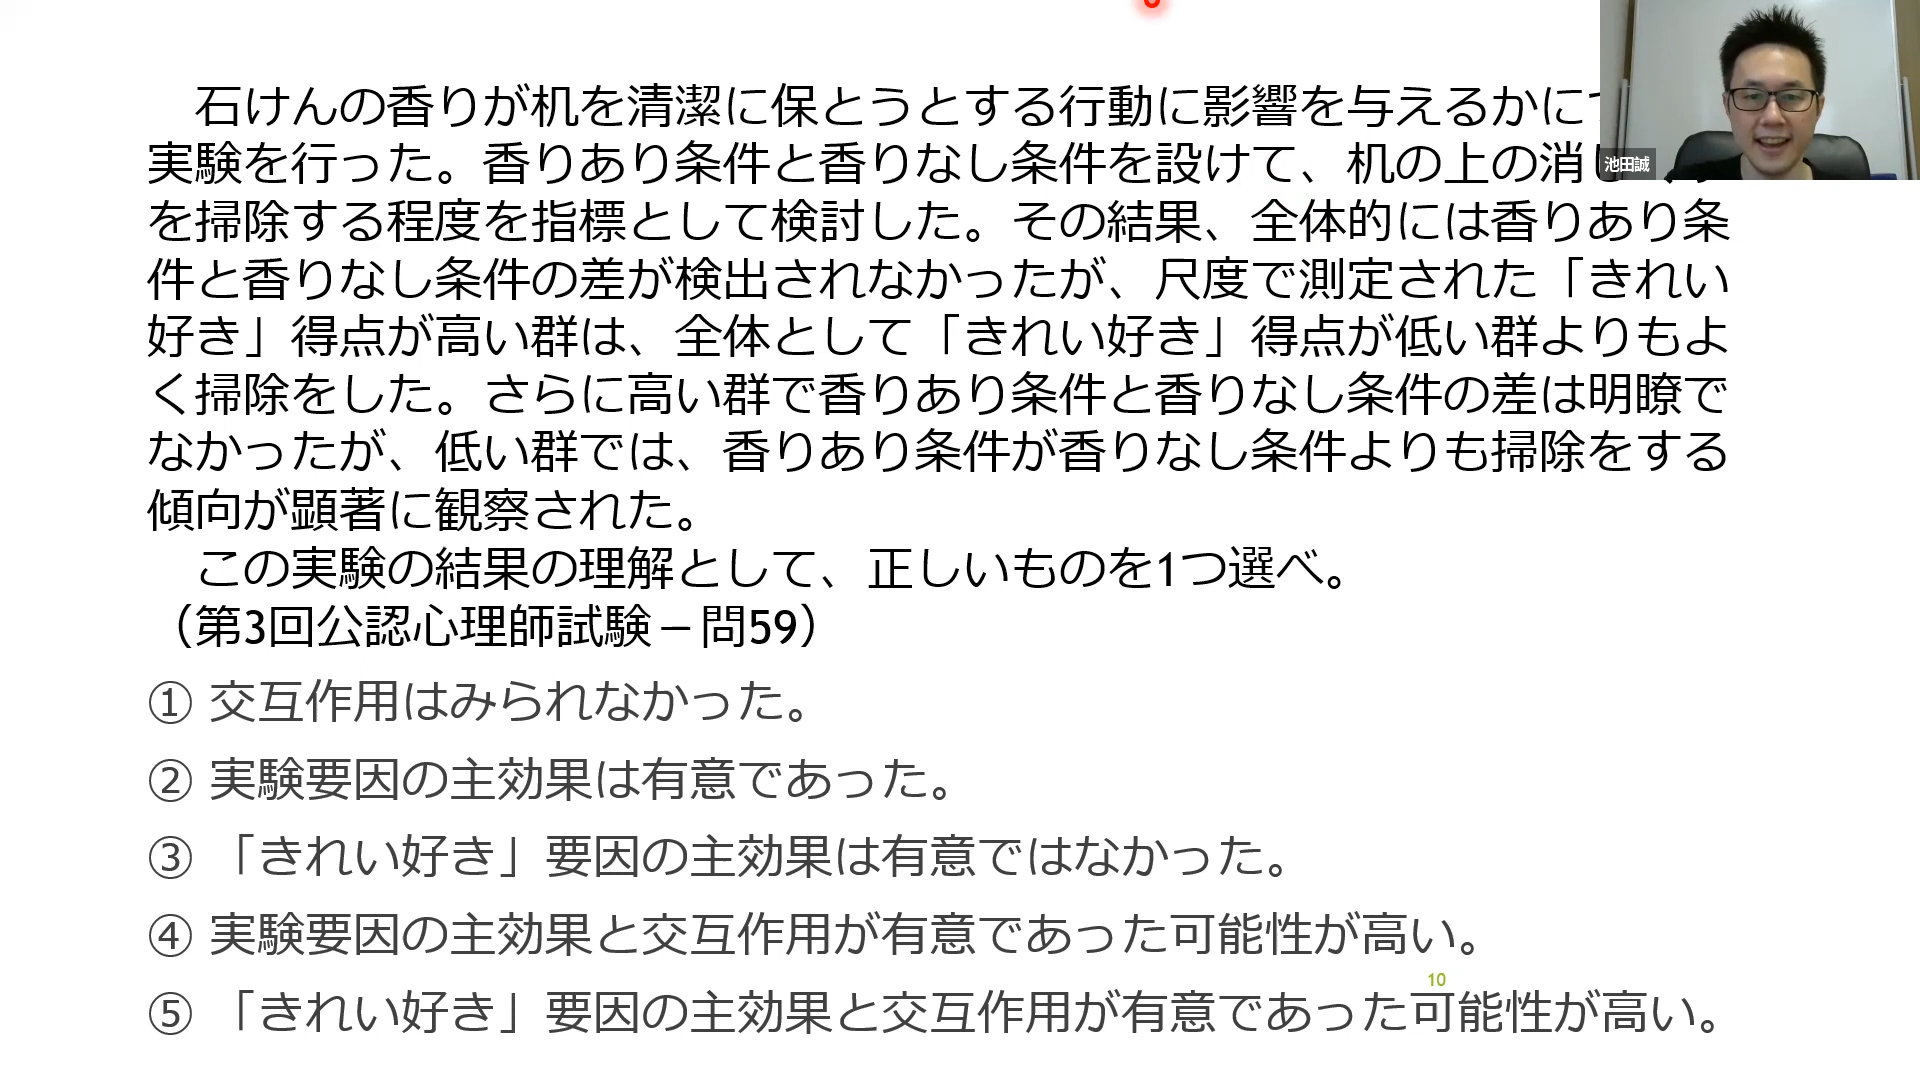 石けんの香りが机を清潔に保とうとする行動に影響を与えるかに
実験を行った。香りあり条件と香りなし条件を設けて、机の上の消し
を掃除する程度を指標として検討した。その結果、全体的には香りあり条
件と香りなし条件の差が検出されなかったが、尺度で測定された「きれい
好き」得点が高い群は、全体として「きれい好き」得点が低い群よりもよ
く掃除をした。さらに高い群で香りあり条件と香りなし条件の差は明瞭で
なかったが、低い群では、香りあり条件が香りなし条件よりも掃除をする
傾向が顕著に観察された。
この実験の結果の理解として、正しいものを1つ選べ。
（第3回公認心理師試験－問59）
① 交互作用はみられなかった。
② 実験要因の主効果は有意であった。
③ 「きれい好き」要因の主効果は有意ではなかった。
④ 実験要因の主効果と交互作用が有意であった可能性が高い。
⑤ 「きれい好き」要因の主効果と交互作用が有意であった可能性が高い。
10
池田誠